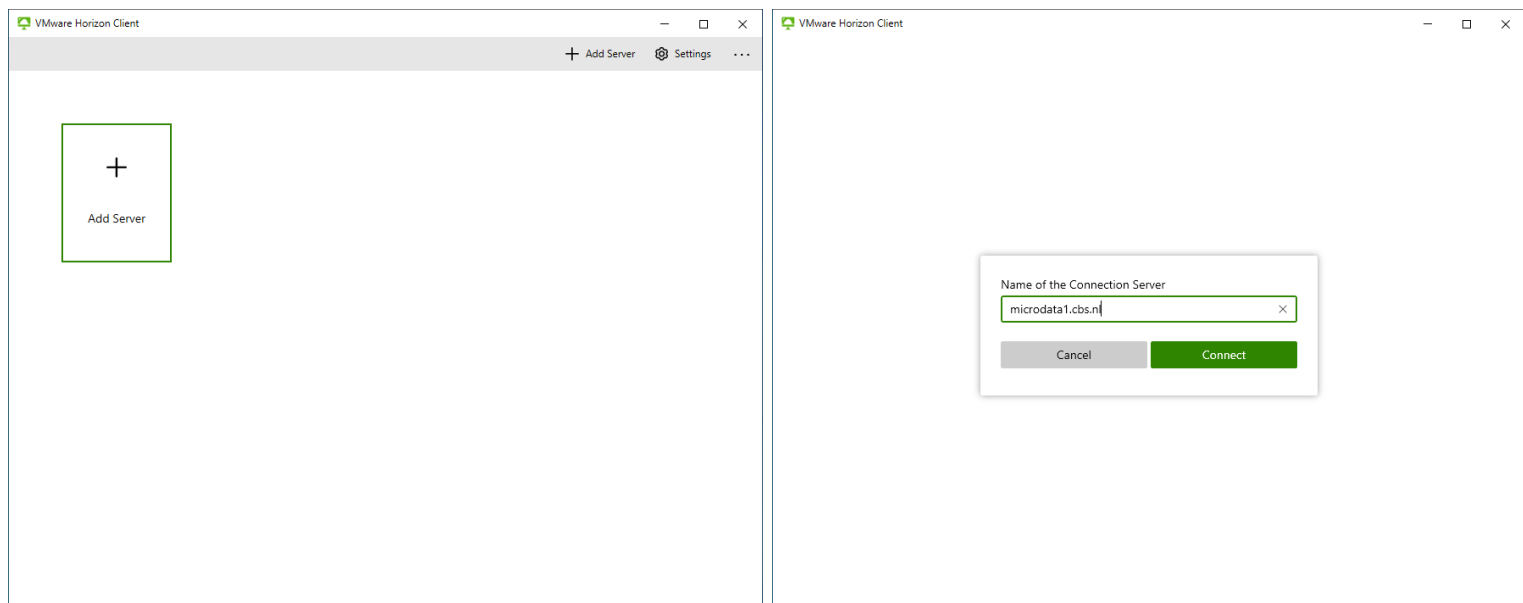 VMware Horizon Client
Add Server
Settings
Add Server
VMware Horizon Client
Name of the Connection Server
microdata1.cbs.nl
Cancel
Connect